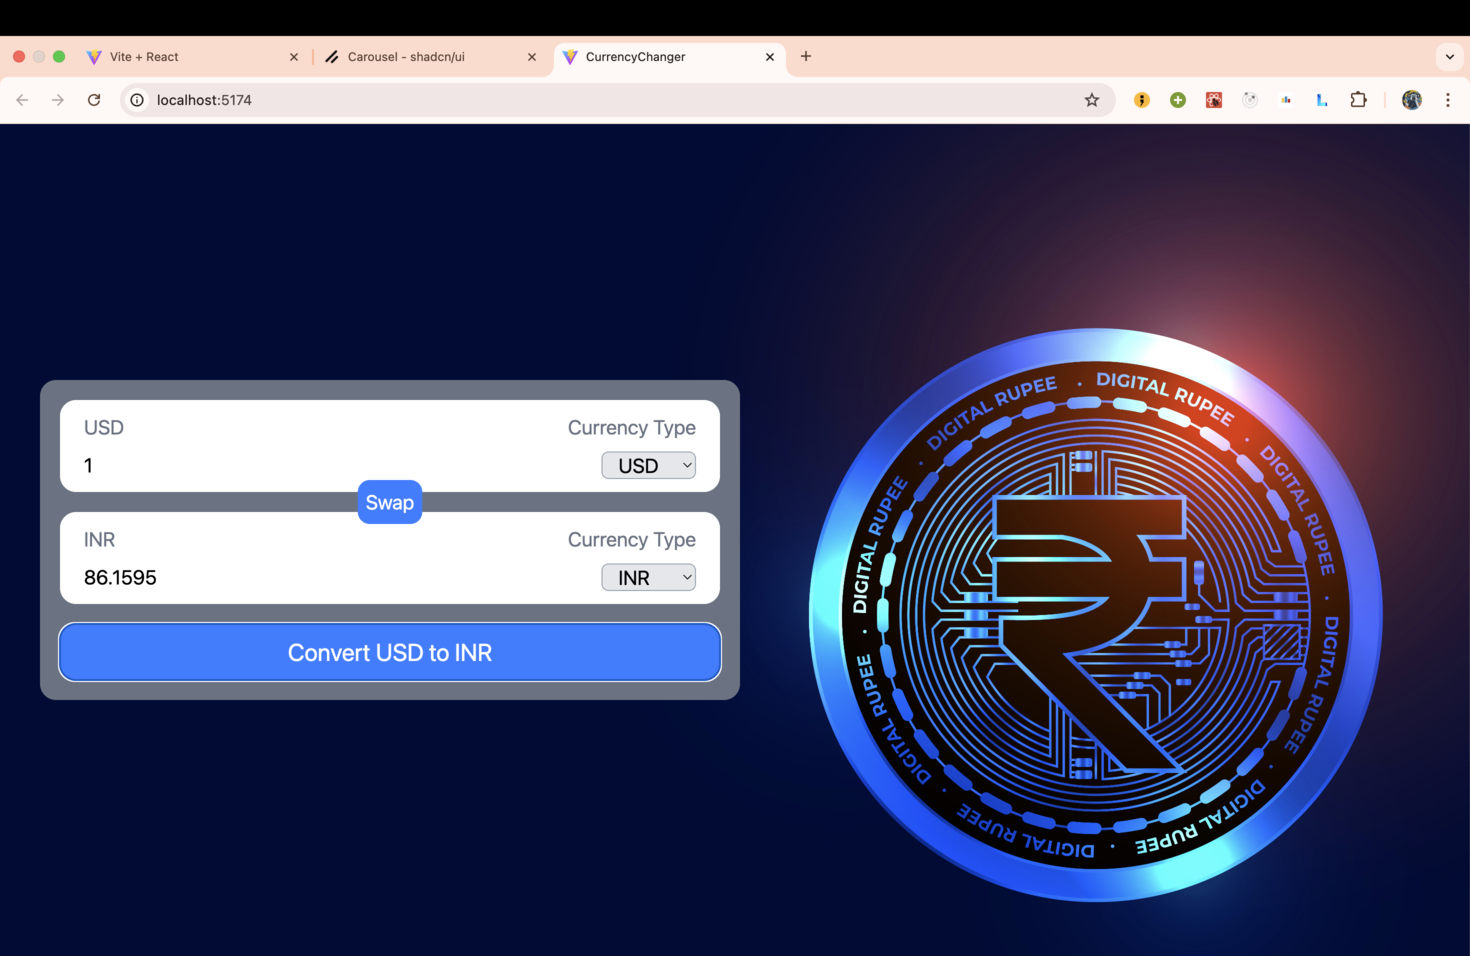 Vite + React
Carousel - shadcn/ui
CurrencyChanger
localhost:5174
USD
Currency Type
1
USD
Swap
INR
Currency Type
86.1595
INR
Convert USD to INR
DIGITAL RUPEE · DIGITAL RUPEE · DIGITAL RUPEE · DIGITAL RUPEE · DIGITAL RUPEE · DIGITAL RUPEE · DIGITAL RUPEE · DIGITAL RUPEE ·